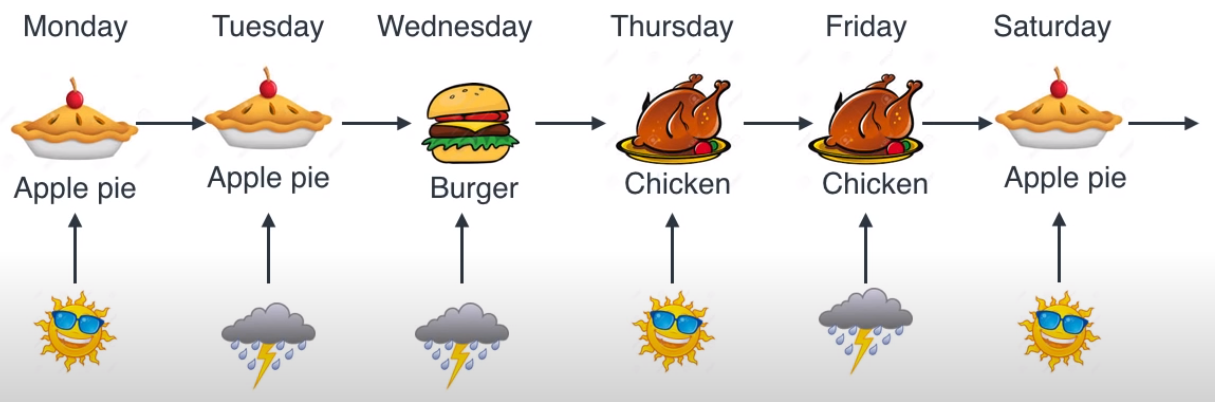 Monday
Tuesday
Wednesday
Thursday
Friday
Saturday
Apple pie
Apple pie
Burger
Chicken
Chicken
Apple pie